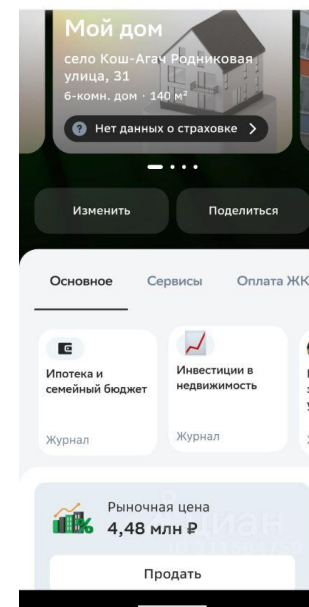 Мой дом
село Кош-Агач Родниковая
улица, 31
6-комн. дом · 140 м²
Нет данных о страховке
Изменить
Поделиться
Основное Сервисы Оплата ЖК
Ипотека и
семейный бюджет
Журнал
Инвестиции в
недвижимость
Журнал
Рыночная цена
4,48 млн ₽
циан
Продать